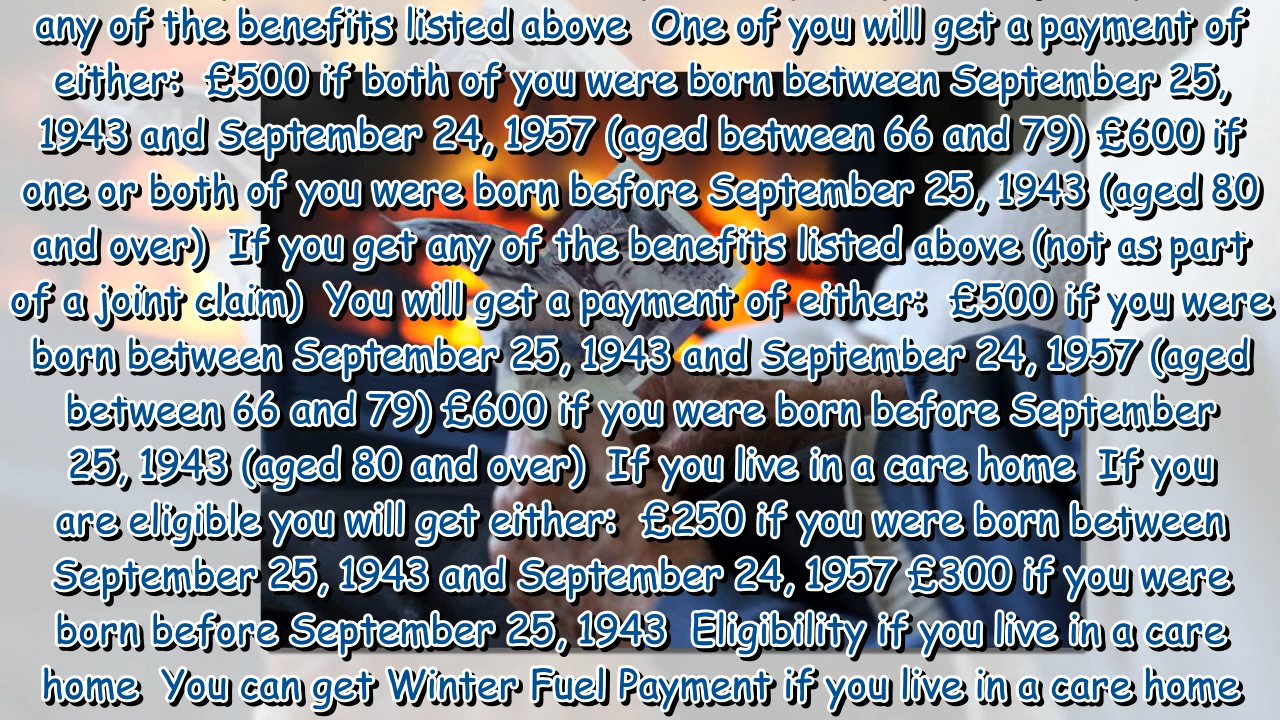 any of the benefits listed above  One of you will get a payment of
either:  £500 if both of you were born between September 25,
1943 and September 24, 1957 (aged between 66 and 79) £600 if
one or both of you were born before September 25, 1943 (aged 80
and over)  If you get any of the benefits listed above (not as part
of a joint claim)  You will get a payment of either:  £500 if you were
born between September 25, 1943 and September 24, 1957 (aged
between 66 and 79) £600 if you were born before September
25, 1943 (aged 80 and over)  If you live in a care home  If you
are eligible you will get either:  £250 if you were born between
September 25, 1943 and September 24, 1957 £300 if you were
born before September 25, 1943  Eligibility if you live in a care
home  You can get Winter Fuel Payment if you live in a care home